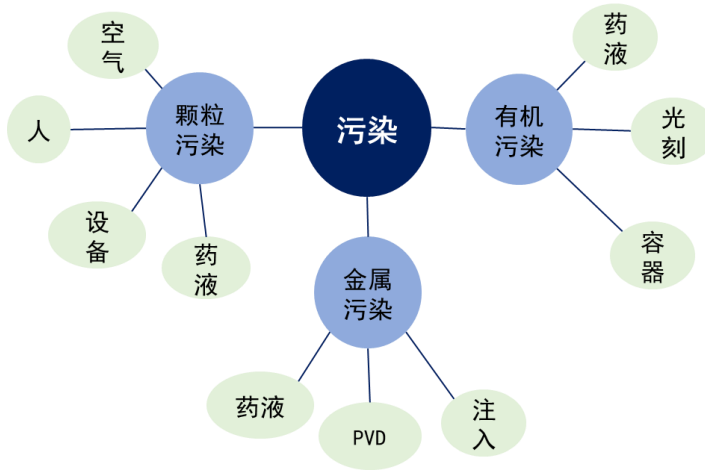 空
气
人
设
备
药
液
颗粒
污染
污染
有机
污染
药
液
光
刻
容
器
金属
污染
药液
PVD
注
入